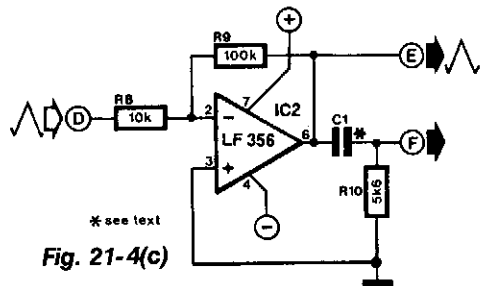 R9
100k
+
E
R8
7
IC2
D
10k
2
−
C1
LF 356
6
*
F
3
+
R10
5k6
4
* see text
−
Fig. 21-4(c)